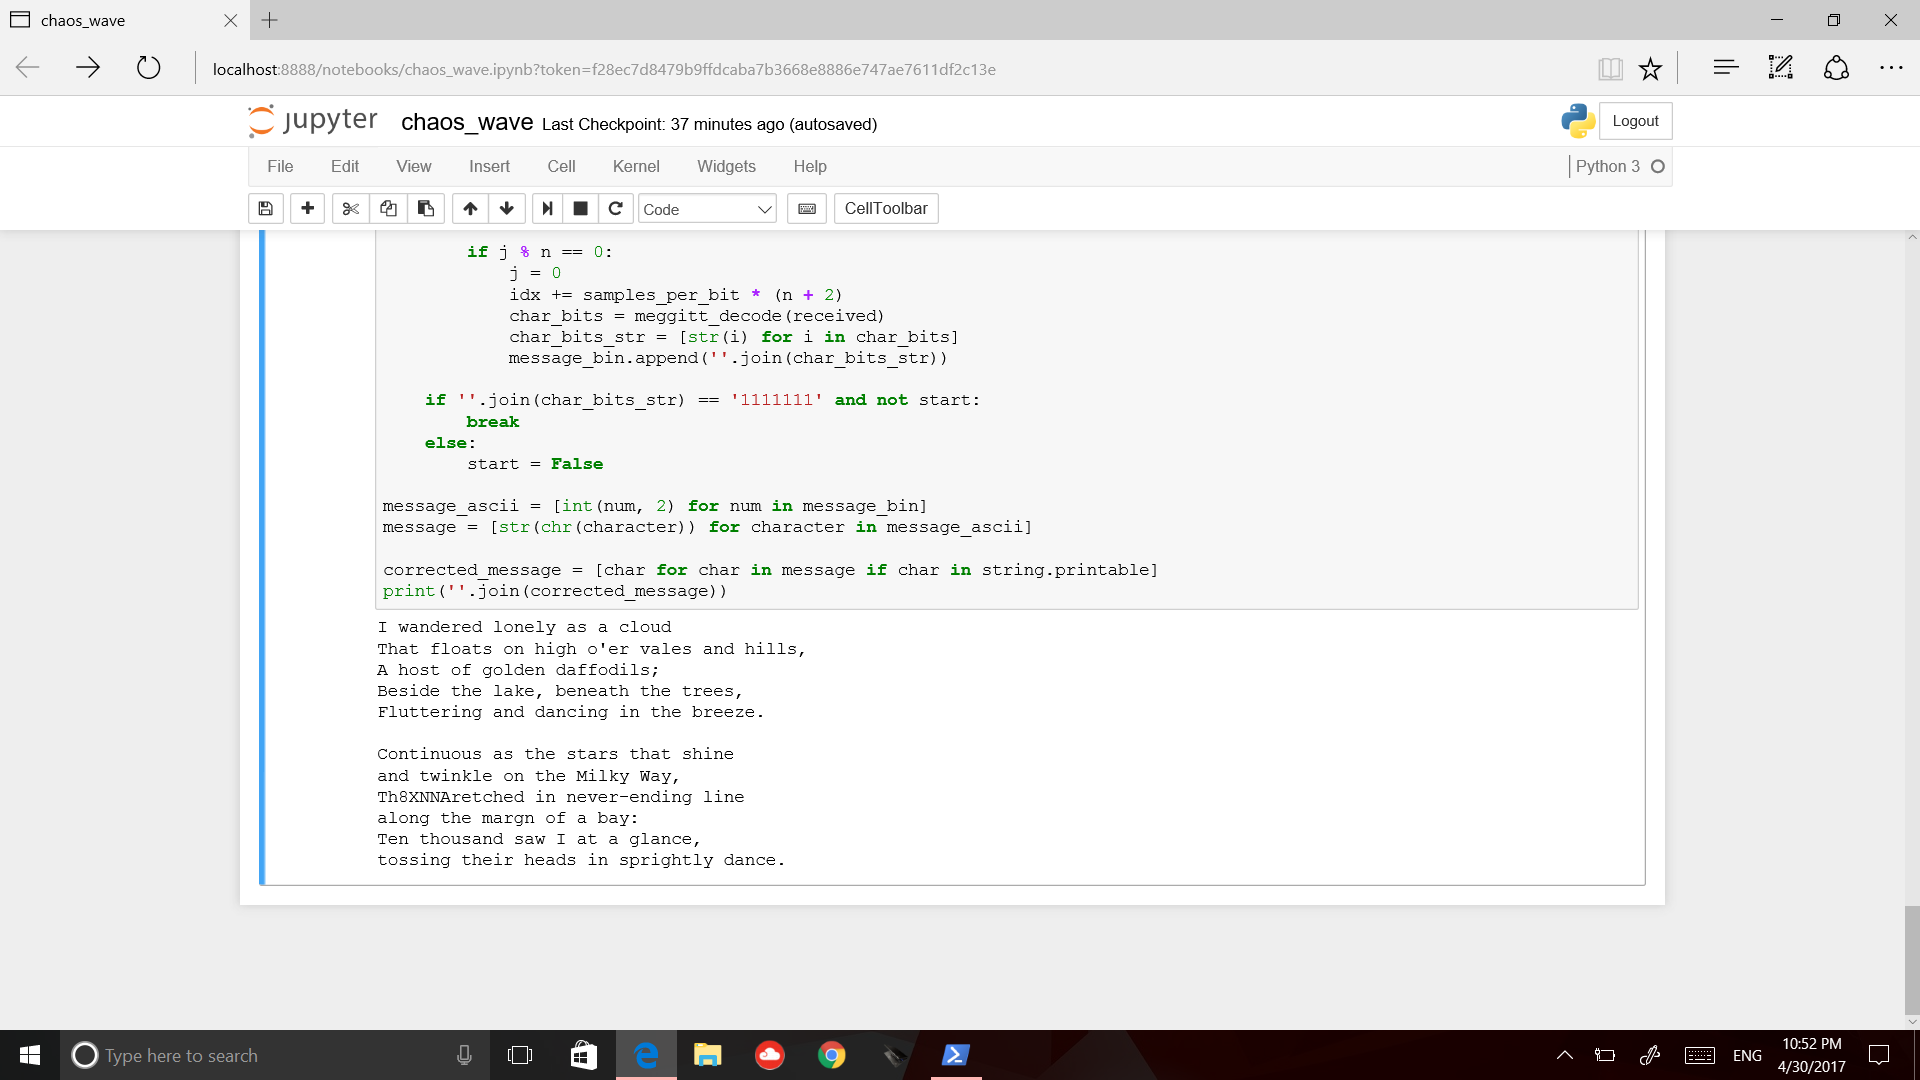 chaos_wave
localhost:8888/notebooks/chaos_wave.ipynb?token=f28ec7d8479b9ffdcaba7b3668e8886e747ae7611df2c13e
jupyter chaos_wave Last Checkpoint: 37 minutes ago (autosaved) Logout
File Edit View Insert Cell Kernel Widgets Help Python 3
Code CellToolbar
if j % n == 0:
j = 0
idx += samples_per_bit * (n + 2)
char_bits = meggitt_decode(received)
char_bits_str = [str(i) for i in char_bits]
message_bin.append(''.join(char_bits_str))
if ''.join(char_bits_str) == '1111111' and not start:
break
else:
start = False
message_ascii = [int(num, 2) for num in message_bin]
message = [str(chr(character)) for character in message_ascii]
corrected_message = [char for char in message if char in string.printable]
print(''.join(corrected_message))
I wandered lonely as a cloud
That floats on high o'er vales and hills,
A host of golden daffodils;
Beside the lake, beneath the trees,
Fluttering and dancing in the breeze.
Continuous as the stars that shine
and twinkle on the Milky Way,
Th8XNNAretched in never-ending line
along the margn of a bay:
Ten thousand saw I at a glance,
tossing their heads in sprightly dance.
Type here to search
ENG
10:52 PM
4/30/2017